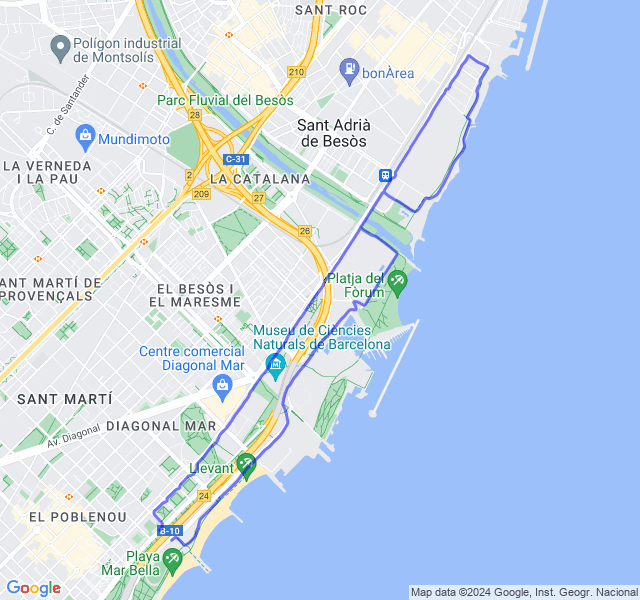 SANT ROC
Polígon industrial
de Montsolís
210
bonÀrea
C. de Santander
Parc Fluvial del Besòs
28
Sant Adrià
de Besòs
Mundimoto
C-31
LA VERNEDA
I LA PAU
2
LA CATALANA
209
27
26
ANT MARTÍ DE
PROVENÇALS
EL BESÒS I
EL MARESME
Platja del
Fòrum
Museu de Ciències
Naturals de Barcelona
Centre comercial
Diagonal Mar
SANT MARTÍ
DIAGONAL MAR
Av. Diagonal
Llevant
24
EL POBLENOU
B-10
Playa
Mar Bella
Google
Map data ©2024 Google, Inst. Geogr. Nacional